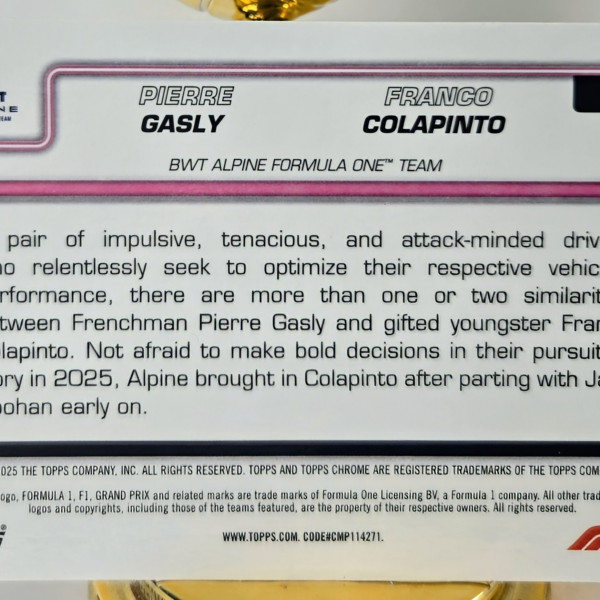 PIERRE FRANCO
GASLY COLAPINTO
BWT ALPINE FORMULA ONE™ TEAM
pair of impulsive, tenacious, and attack-minded driv
o relentlessly seek to optimize their respective vehic
rformance, there are more than one or two similarit
tween Frenchman Pierre Gasly and gifted youngster Fran
lapinto. Not afraid to make bold decisions in their pursuit
ory in 2025, Alpine brought in Colapinto after parting with Ja
ohan early on.
025 THE TOPPS COMPANY, INC. ALL RIGHTS RESERVED. TOPPS AND TOPPS CHROME ARE REGISTERED TRADEMARKS OF THE TOPPS COM
ogo, FORMULA 1, F1, GRAND PRIX and related marks are trade marks of Formula One Licensing BV, a Formula 1 company. All other trad
logos and copyrights, including those of the teams featured, are the property of their respective owners. All rights reserved.
WWW.TOPPS.COM. CODE#CMP114271.